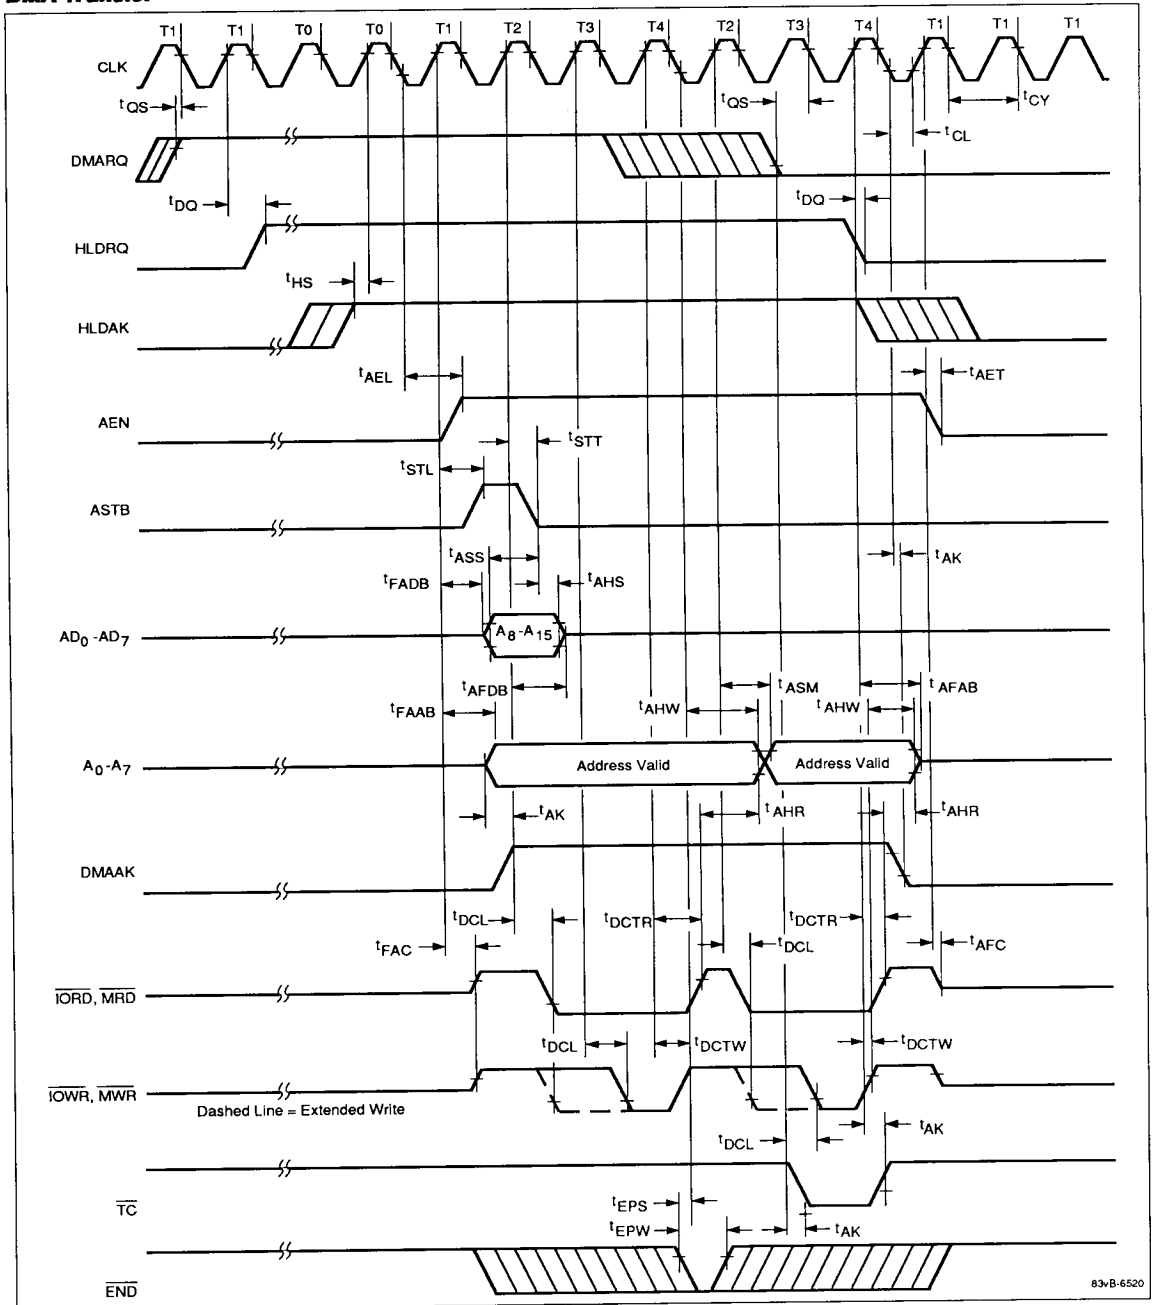 DMA Transfer
T1 T1 T0 T0 T1 T2 T3 T4 T2 T3 T4 T1 T1 T1
CLK
tQS tQS tCY
tCL
DMARQ
tDQ tDQ
HLDRQ
tHS
HLDAK
tAEL tAET
AEN
tSTT
tSTL
ASTB
tASS tAK
tFADB tAHS
AD0-AD7 A8-A15
tAFDB tASM tAFAB
tFAAB tAHW tAHW
A0-A7 Address Valid Address Valid
tAK tAHR tAHR
DMAAK
tDCL tDCTR tDCTR
tFAC tDCL tAFC
IORD, MRD
tDCL tDCTW tDCTW
IOWR, MWR
Dashed Line = Extended Write
tDCL tAK
TC
tEPS
tEPW tAK
END
83vB-6520